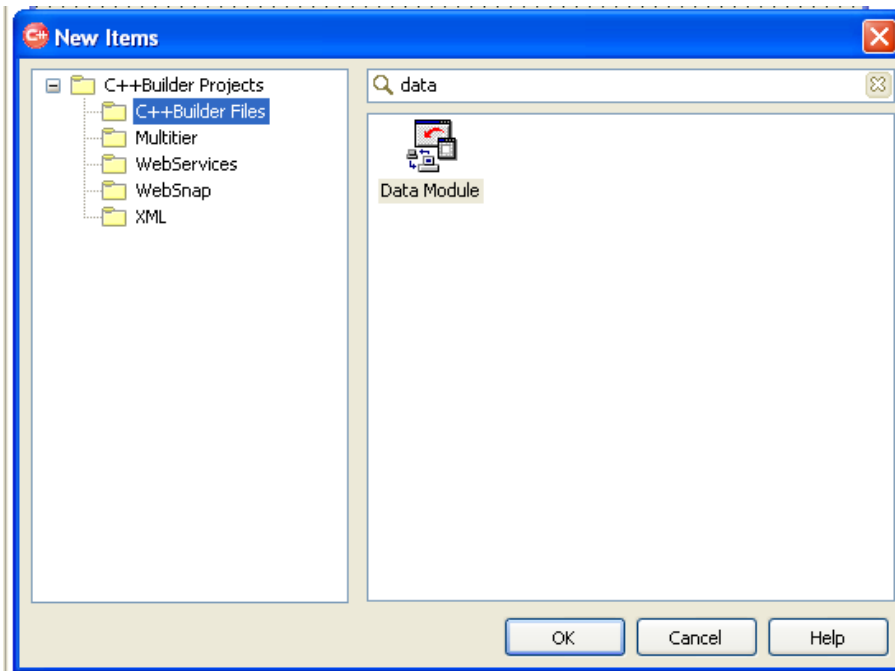 New Items
C++Builder Projects
C++Builder Files
Multitier
WebServices
WebSnap
XML
data
Data Module
OK
Cancel
Help